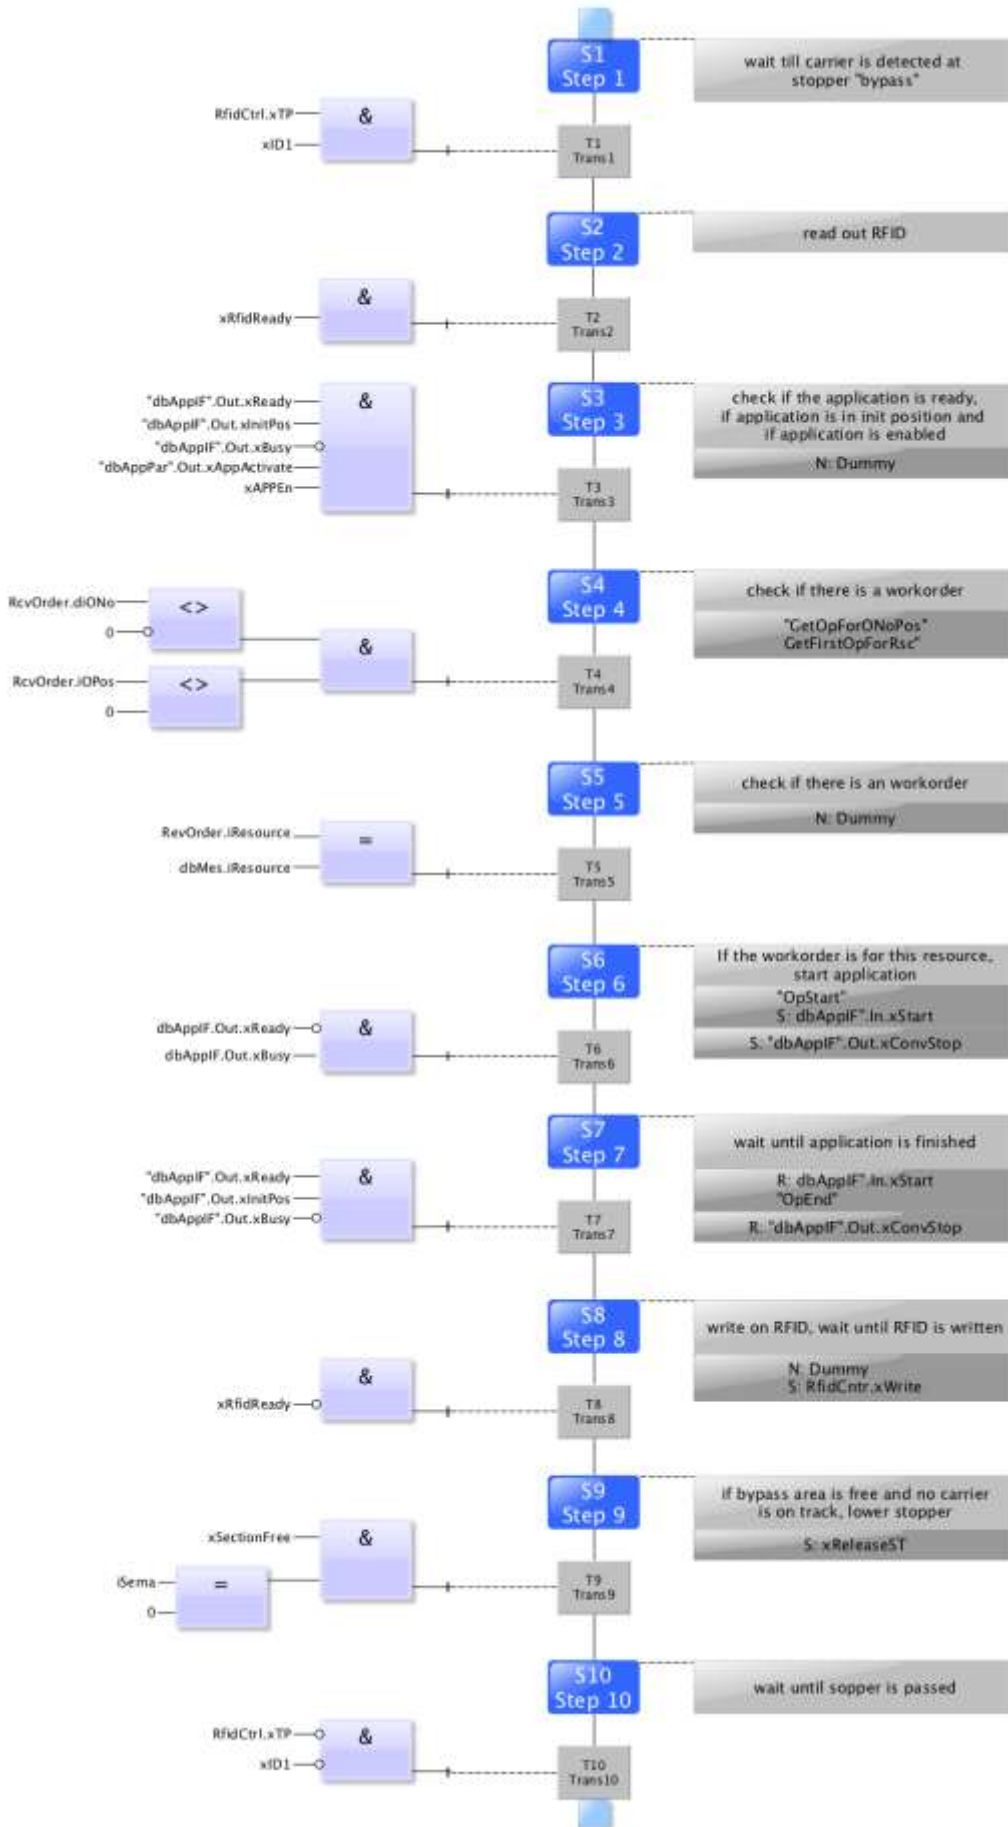 S1
Step 1
wait till carrier is detected at
stopper "bypass"
RfidCtrl.xTP
xID1
&
T1
Trans1
S2
Step 2
read out RFID
xRfidReady
&
T2
Trans2
S3
Step 3
check if the application is ready,
if application is in init position and
if application is enabled
N: Dummy
"dbAppIF".Out.xReady
"dbAppIF".Out.xInitPos
"dbAppIF".Out.xBusy
"dbAppPar".Out.xAppActivate
xAPPEn
&
T3
Trans3
S4
Step 4
check if there is a workorder
"GetOpForONoPos"
GetFirstOpForRsc"
RcvOrder.diONo
0
<>
RcvOrder.iOPos
0
<>
&
T4
Trans4
S5
Step 5
check if there is an workorder
N: Dummy
RevOrder.iResource
dbMes.iResource
=
T5
Trans5
S6
Step 6
If the workorder is for this resource,
start application
"OpStart"
S: dbAppIF".In.xStart
S: "dbAppIF".Out.xConvStop
dbAppIF.Out.xReady
dbAppIF.Out.xBusy
&
T6
Trans6
S7
Step 7
wait until application is finished
R: dbAppIF".In.xStart
"OpEnd"
R: "dbAppIF".Out.xConvStop
"dbAppIF".Out.xReady
"dbAppIF".Out.xInitPos
"dbAppIF".Out.xBusy
&
T7
Trans7
S8
Step 8
write on RFID, wait until RFID is written
N: Dummy
S: RfidCntr.xWrite
xRfidReady
&
T8
Trans8
S9
Step 9
if bypass area is free and no carrier
is on track, lower stopper
S: xReleaseST
xSectionFree
iSema
0
=
&
T9
Trans9
S10
Step 10
wait until sopper is passed
RfidCtrl.xTP
xID1
&
T10
Trans10